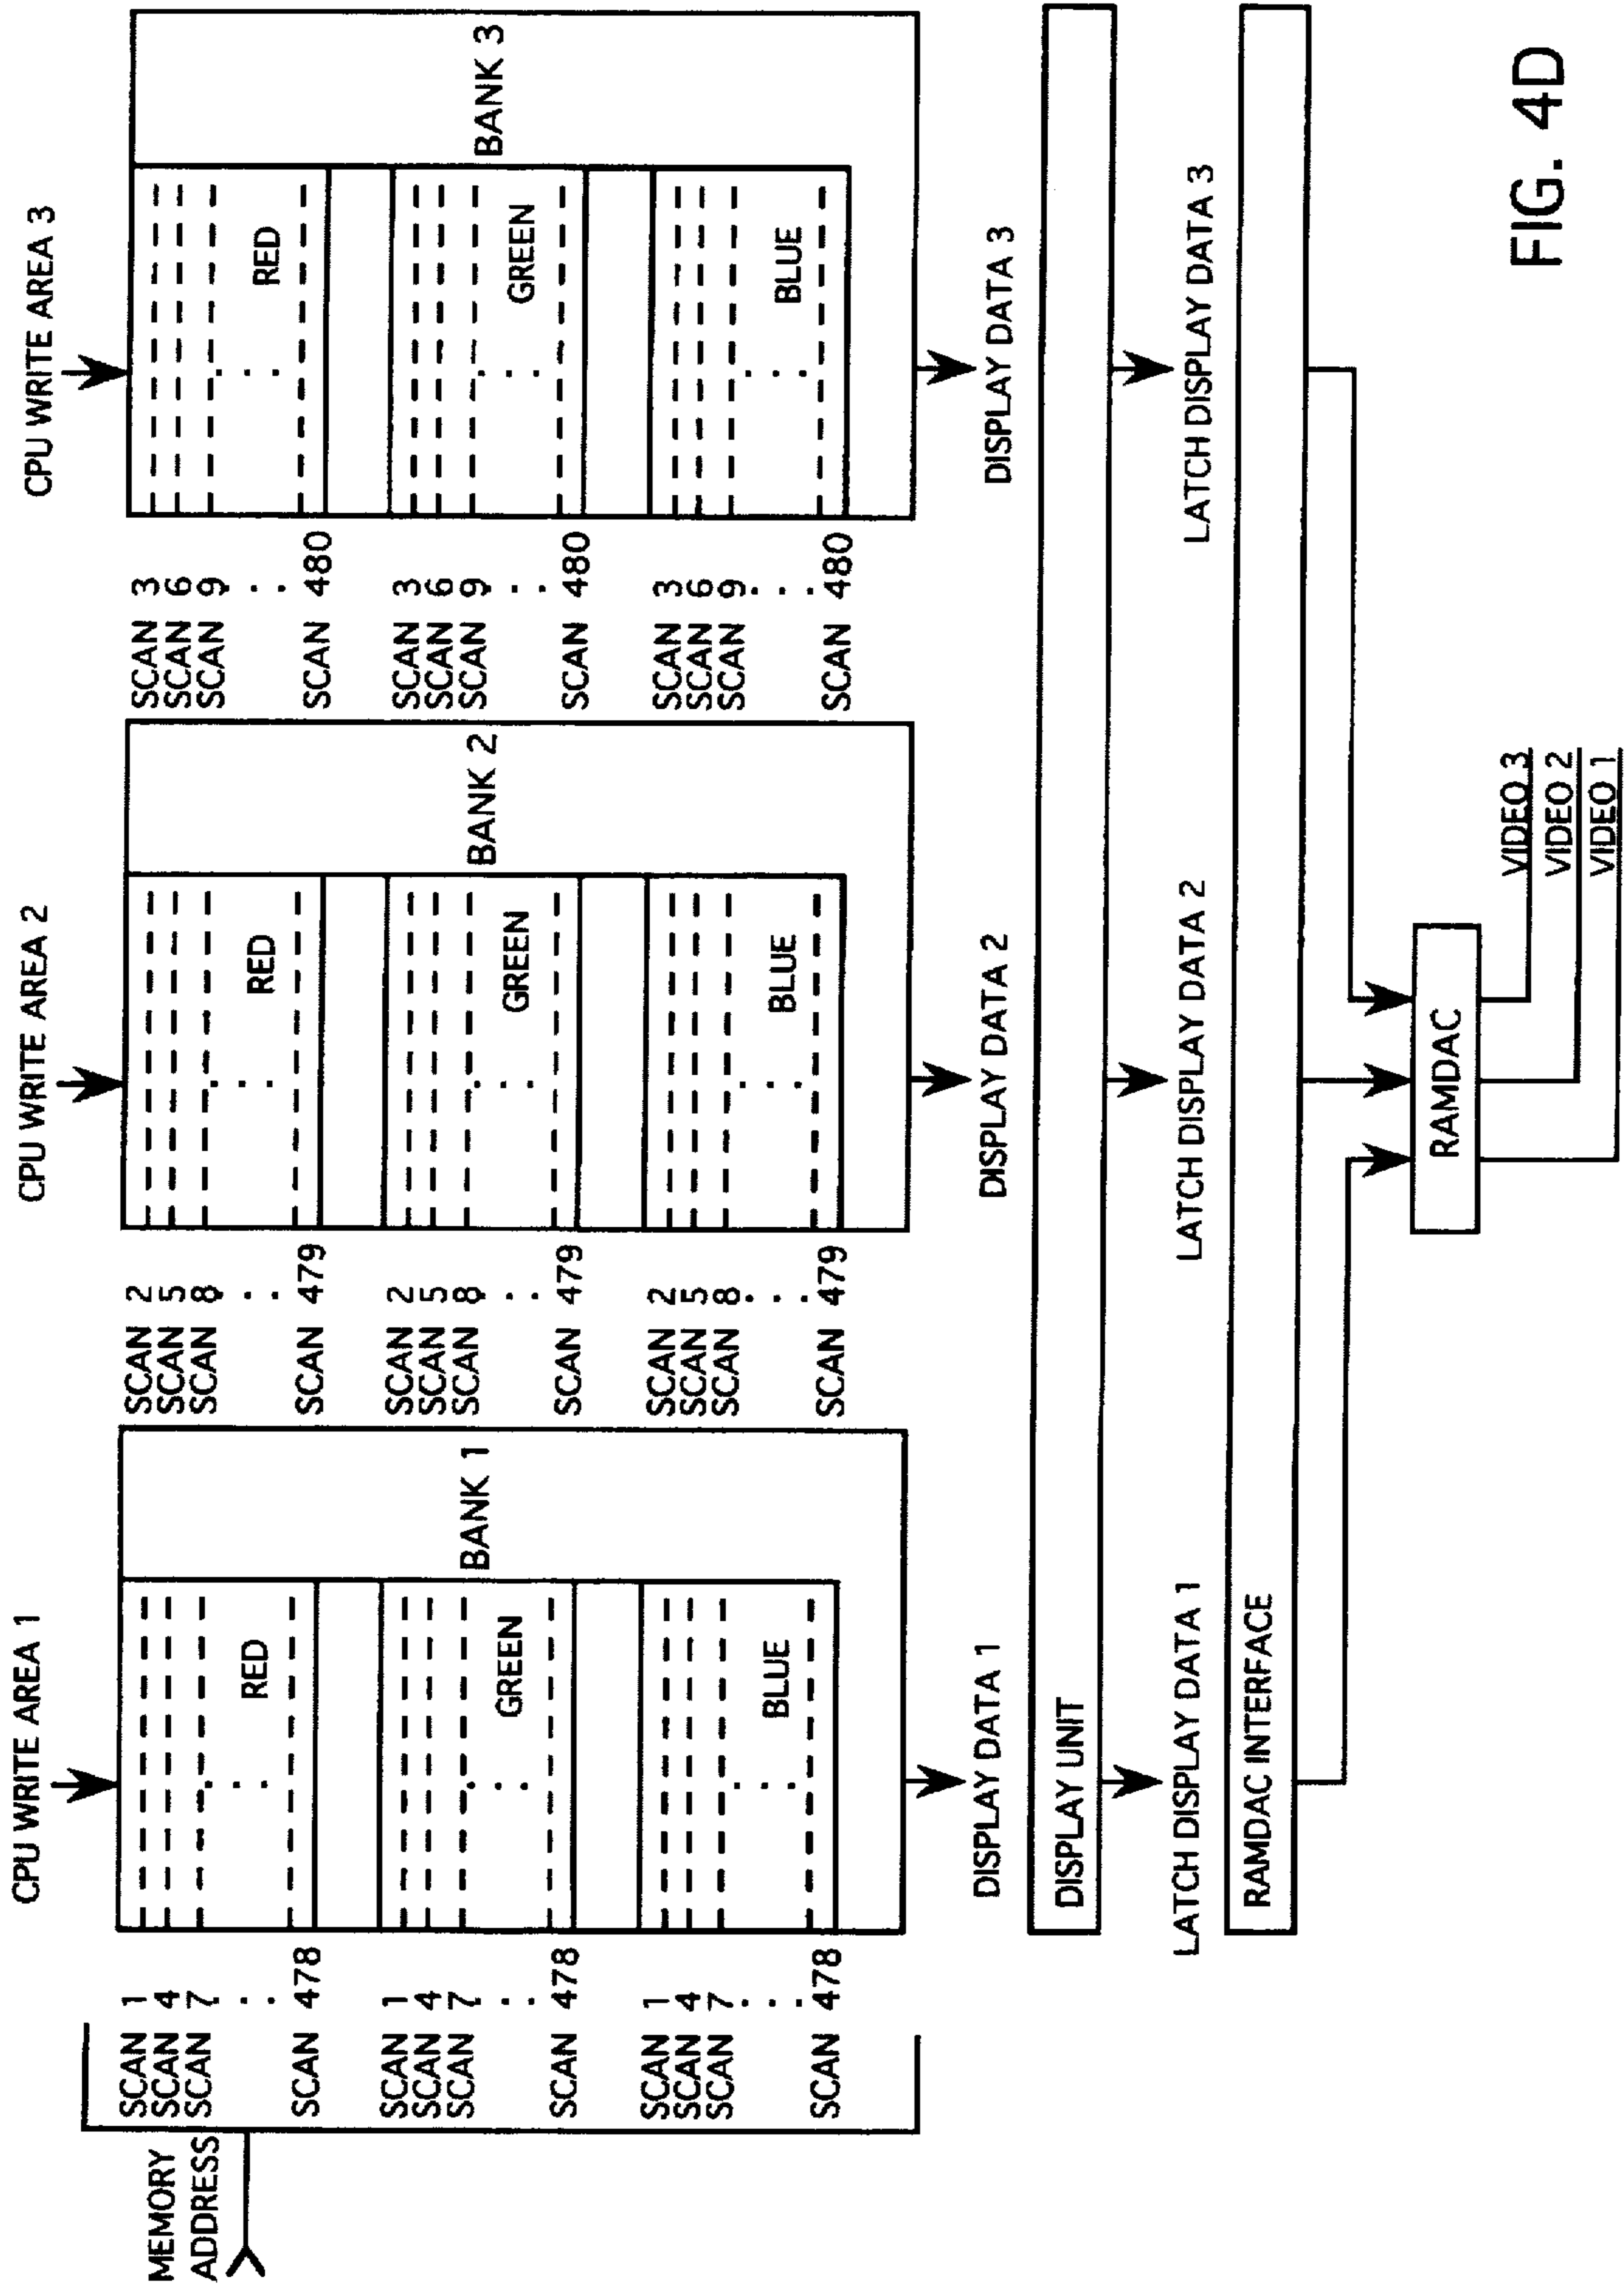 CPU WRITE AREA 1
CPU WRITE AREA 2
CPU WRITE AREA 3
MEMORY
ADDRESS
SCAN 1
SCAN 4
SCAN 7
SCAN 478
RED
SCAN 1
SCAN 4
SCAN 7
SCAN 478
GREEN
SCAN 1
SCAN 4
SCAN 7
SCAN 478
BLUE
BANK 1
SCAN 2
SCAN 5
SCAN 8
SCAN 479
RED
SCAN 2
SCAN 5
SCAN 8
SCAN 479
GREEN
SCAN 2
SCAN 5
SCAN 8
SCAN 479
BLUE
BANK 2
SCAN 3
SCAN 6
SCAN 9
SCAN 480
RED
SCAN 3
SCAN 6
SCAN 9
SCAN 480
GREEN
SCAN 3
SCAN 6
SCAN 9
SCAN 480
BLUE
BANK 3
DISPLAY DATA 1
DISPLAY DATA 2
DISPLAY DATA 3
DISPLAY UNIT
LATCH DISPLAY DATA 1
LATCH DISPLAY DATA 2
LATCH DISPLAY DATA 3
RAMDAC INTERFACE
RAMDAC
VIDEO 3
VIDEO 2
VIDEO 1
FIG. 4D